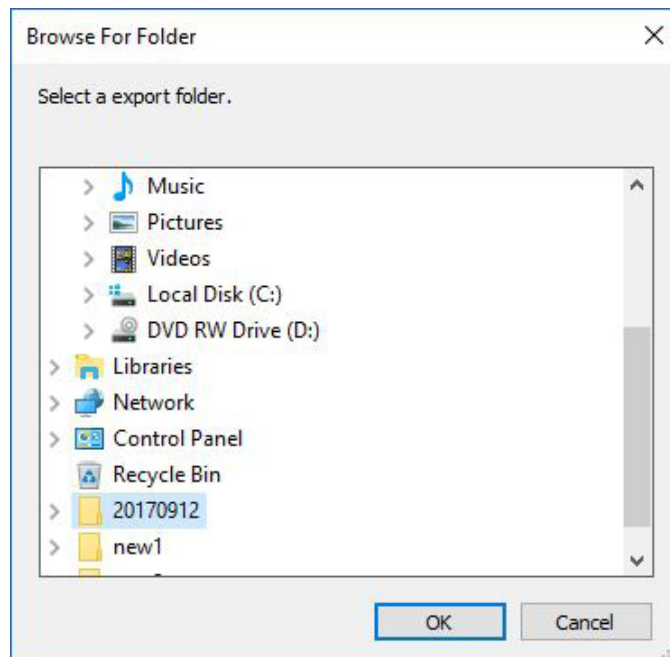 Browse For Folder
Select a export folder.
Music
Pictures
Videos
Local Disk (C:)
DVD RW Drive (D:)
Libraries
Network
Control Panel
Recycle Bin
20170912
new1
OK
Cancel